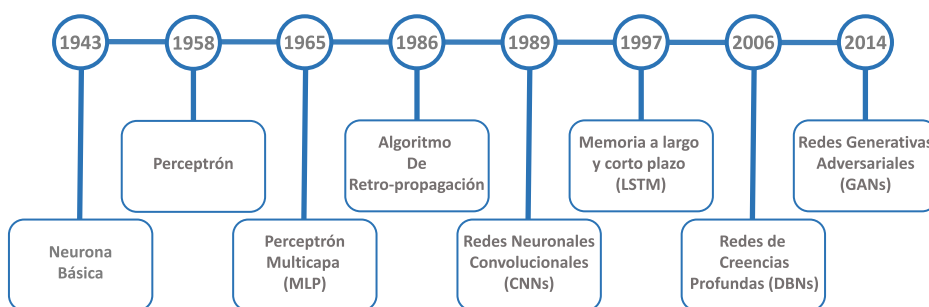 1943 1958 1965 1986 1989 1997 2006 2014
Neurona
Básica
Perceptrón
Perceptrón
Multicapa
(MLP)
Algoritmo
De
Retro-propagación
Redes Neuronales
Convolucionales
(CNNs)
Memoria a largo
y corto plazo
(LSTM)
Redes de
Creencias
Profundas (DBNs)
Redes Generativas
Adversariales
(GANs)